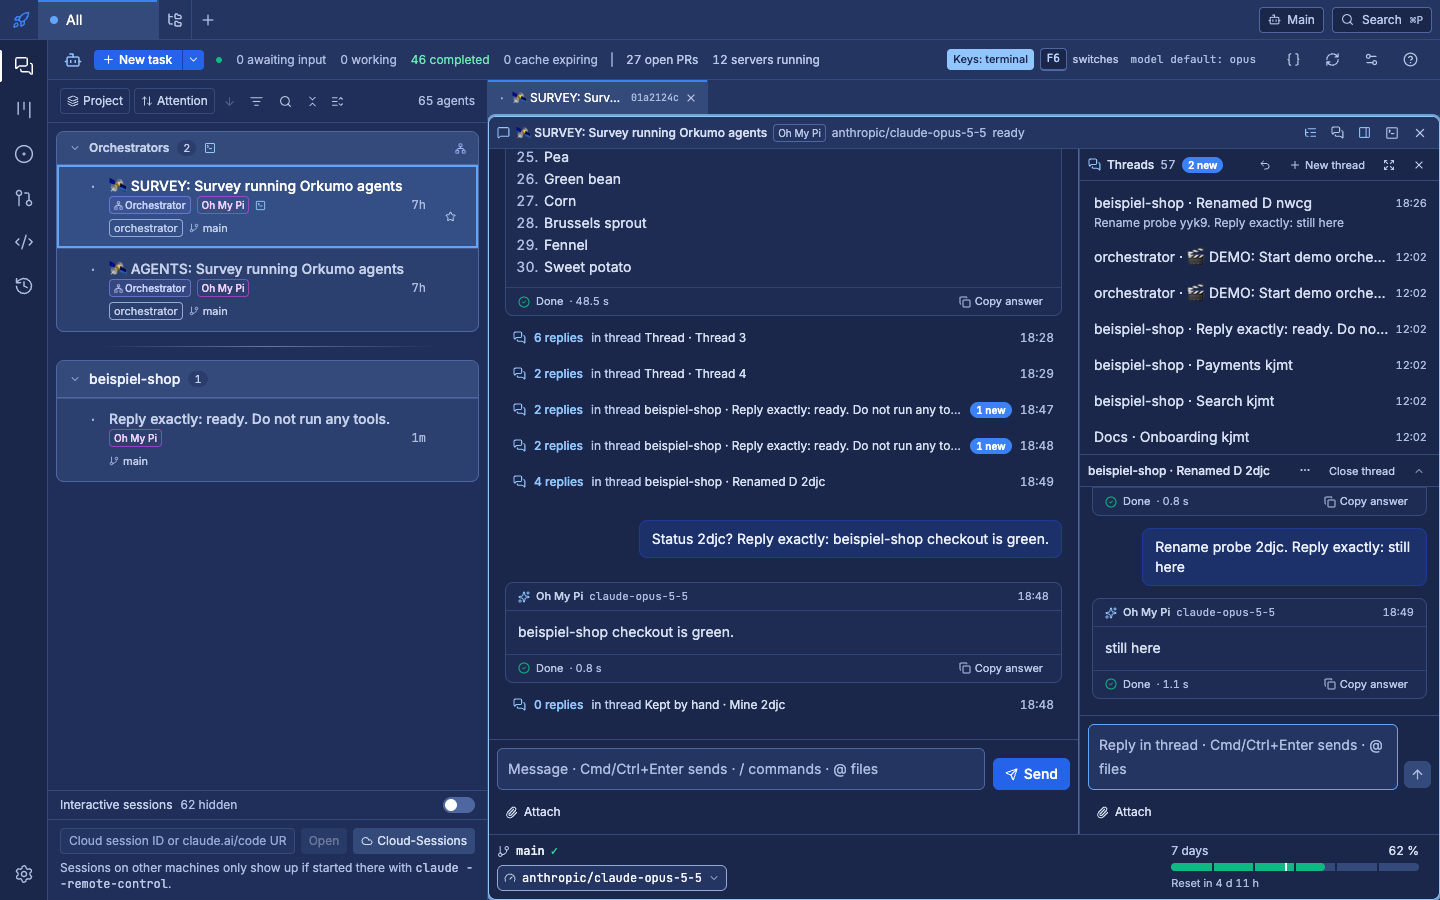 All
Main
Search ⌘P
New task
0 awaiting input 0 working 46 completed 0 cache expiring 27 open PRs 12 servers running
Keys: terminal F6 switches model default: opus
Project
Attention
65 agents
Orchestrators 2
SURVEY: Survey running Orkumo agents
Orchestrator Oh My Pi 7h
orchestrator main
AGENTS: Survey running Orkumo agents
Orchestrator Oh My Pi 7h
orchestrator main
beispiel-shop 1
Reply exactly: ready. Do not run any tools.
Oh My Pi 1m
main
Interactive sessions 62 hidden
Cloud session ID or claude.ai/code UR
Open
Cloud-Sessions
Sessions on other machines only show up if started there with claude -
-remote-control.
· SURVEY: Surv... 01a2124c
SURVEY: Survey running Orkumo agents Oh My Pi anthropic/claude-opus-5-5 ready
25. Pea
26. Green bean
27. Corn
28. Brussels sprout
29. Fennel
30. Sweet potato
Done · 48.5 s Copy answer
6 replies in thread Thread · Thread 3 18:28
2 replies in thread Thread · Thread 4 18:29
2 replies in thread beispiel-shop · Reply exactly: ready. Do not run any to... 1 new 18:47
2 replies in thread beispiel-shop · Reply exactly: ready. Do not run any to... 1 new 18:48
4 replies in thread beispiel-shop · Renamed D 2djc 18:49
Status 2djc? Reply exactly: beispiel-shop checkout is green.
Oh My Pi claude-opus-5-5 18:48
beispiel-shop checkout is green.
Done · 0.8 s Copy answer
0 replies in thread Kept by hand · Mine 2djc 18:48
Message · Cmd/Ctrl+Enter sends · / commands · @ files
Send
Attach
main ✓
anthropic/claude-opus-5-5
Threads 57 2 new
New thread
beispiel-shop · Renamed D nwcg 18:26
Rename probe yyk9. Reply exactly: still here
orchestrator · 🎬 DEMO: Start demo orche... 12:02
orchestrator · 🎬 DEMO: Start demo orche... 12:02
beispiel-shop · Reply exactly: ready. Do no... 12:02
beispiel-shop · Payments kjmt 12:02
beispiel-shop · Search kjmt 12:02
Docs · Onboarding kjmt 12:02
beispiel-shop · Renamed D 2djc ··· Close thread
Done · 0.8 s Copy answer
Rename probe 2djc. Reply exactly: still
here
Oh My Pi claude-opus-5-5 18:49
still here
Done · 1.1 s Copy answer
Reply in thread · Cmd/Ctrl+Enter sends · @
files
Attach
7 days 62 %
Reset in 4 d 11 h